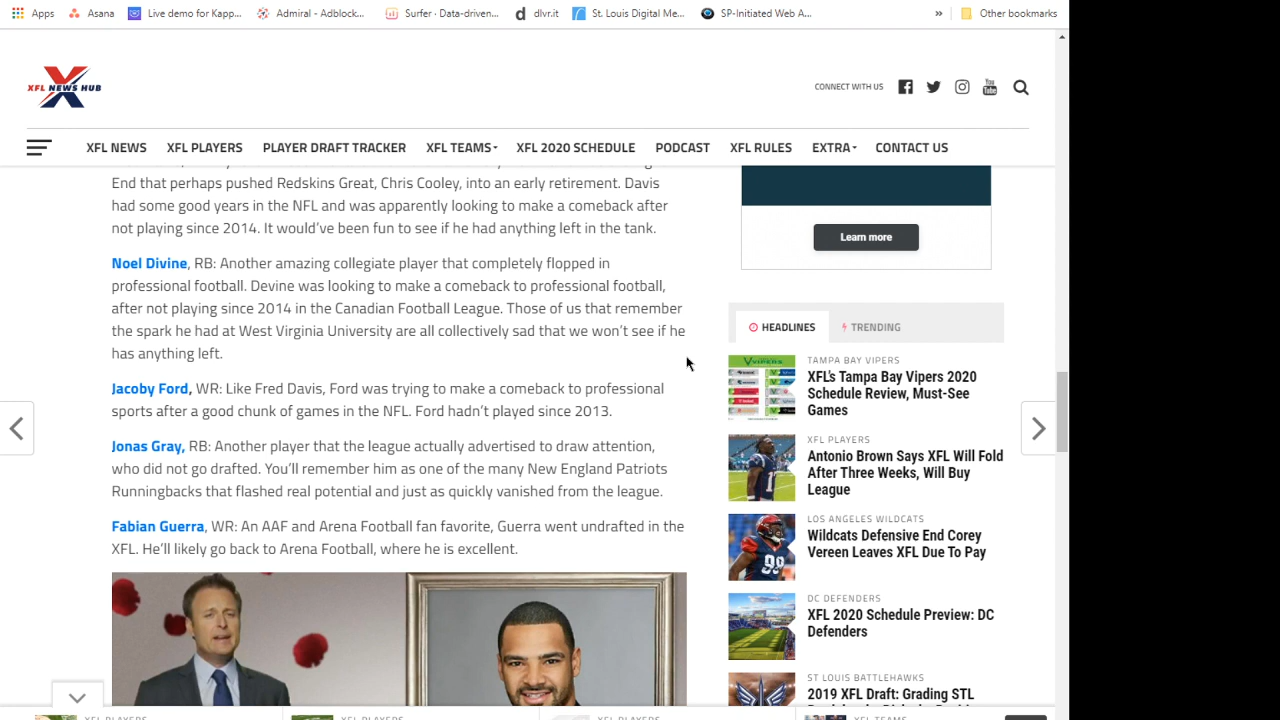 Apps
Asana
Live demo for Kapp...
Admiral - Adblock...
Surfer · Data-driven...
dlvr.it
St. Louis Digital Me...
SP-Initiated Web A...
»
Other bookmarks
XFL NEWS HUB
CONNECT WITH US
You Tube
XFL NEWS
XFL PLAYERS
PLAYER DRAFT TRACKER
XFL TEAMS
XFL 2020 SCHEDULE
PODCAST
XFL RULES
EXTRA
CONTACT US
End that perhaps pushed Redskins Great, Chris Cooley, into an early retirement. Davis
had some good years in the NFL and was apparently looking to make a comeback after
not playing since 2014. It would've been fun to see if he had anything left in the tank.
Noel Divine, RB: Another amazing collegiate player that completely flopped in
professional football. Devine was looking to make a comeback to professional football,
after not playing since 2014 in the Canadian Football League. Those of us that remember
the spark he had at West Virginia University are all collectively sad that we won't see if he
has anything left.
Jacoby Ford, WR: Like Fred Davis, Ford was trying to make a comeback to professional
sports after a good chunk of games in the NFL. Ford hadn't played since 2013.
Jonas Gray, RB: Another player that the league actually advertised to draw attention,
who did not go drafted. You'll remember him as one of the many New England Patriots
Runningbacks that flashed real potential and just as quickly vanished from the league.
Fabian Guerra, WR: An AAF and Arena Football fan favorite, Guerra went undrafted in the
XFL. He'll likely go back to Arena Football, where he is excellent.
Learn more
HEADLINES
TRENDING
TAMPA BAY VIPERS
XFL's Tampa Bay Vipers 2020
Schedule Review, Must-See
Games
XFL PLAYERS
Antonio Brown Says XFL Will Fold
After Three Weeks, Will Buy
League
LOS ANGELES WILDCATS
Wildcats Defensive End Corey
Vereen Leaves XFL Due To Pay
DC DEFENDERS
XFL 2020 Schedule Preview: DC
Defenders
ST LOUIS BATTLEHAWKS
2019 XFL Draft: Grading STL
XFL PLAYERS
XFL PLAYERS
XFL PLAYERS
XFL TEAMS